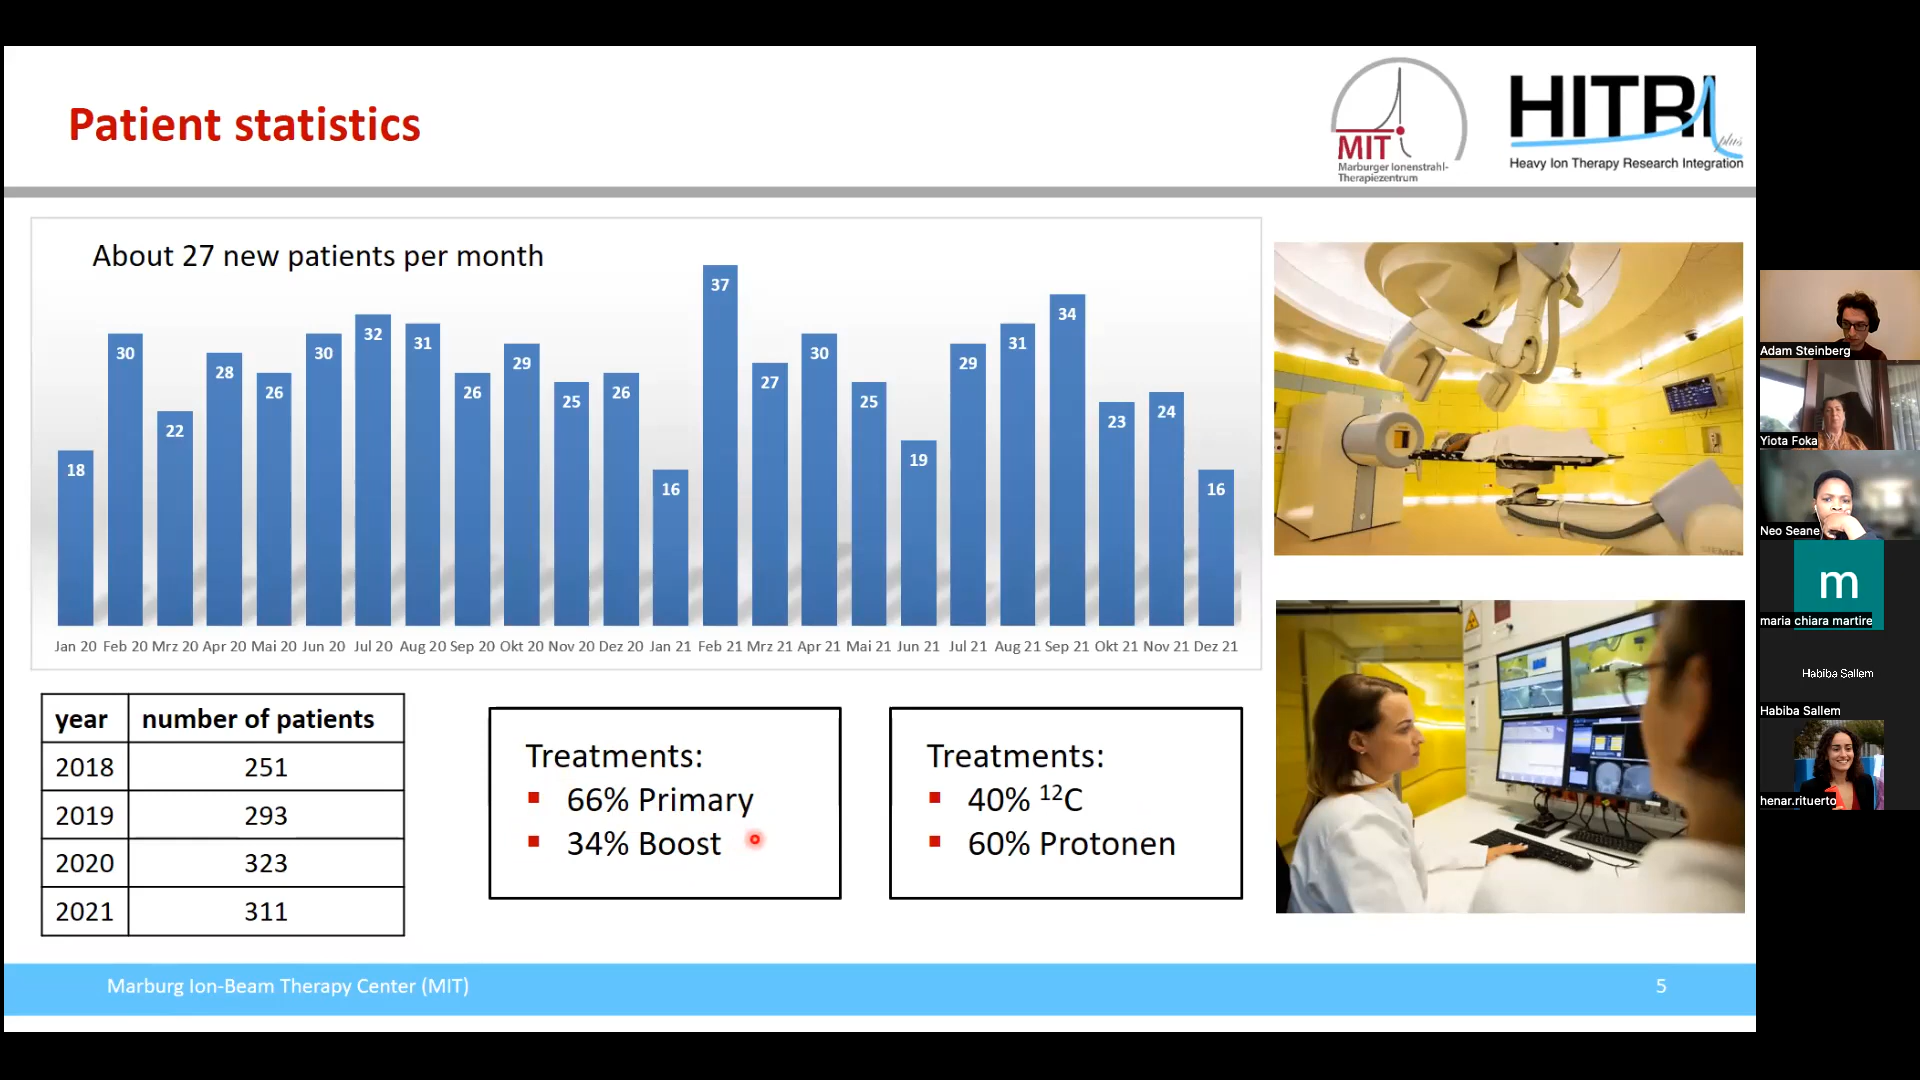 Patient statistics
MIT
Marburger Ionenstrahl-
Therapiezentrum
HITRI
plus
Heavy Ion Therapy Research Integration
About 27 new patients per month
18 30 22 28 26 30 32 31 26 29 25 26 16 37 27 30 25 19 29 31 34 23 24 16
Jan 20 Feb 20 Mrz 20 Apr 20 Mai 20 Jun 20 Jul 20 Aug 20 Sep 20 Okt 20 Nov 20 Dez 20 Jan 21 Feb 21 Mrz 21 Apr 21 Mai 21 Jun 21 Jul 21 Aug 21 Sep 21 Okt 21 Nov 21 Dez 21
year number of patients
2018 251
2019 293
2020 323
2021 311
Treatments:
66% Primary
34% Boost
Treatments:
40% ¹²C
60% Protonen
Marburg Ion-Beam Therapy Center (MIT)
5
Adam Steinberg
Yiota Foka
Neo Seane
m
maria chiara martire
Habiba Sallem
Habiba Sallem
henar.rituerto